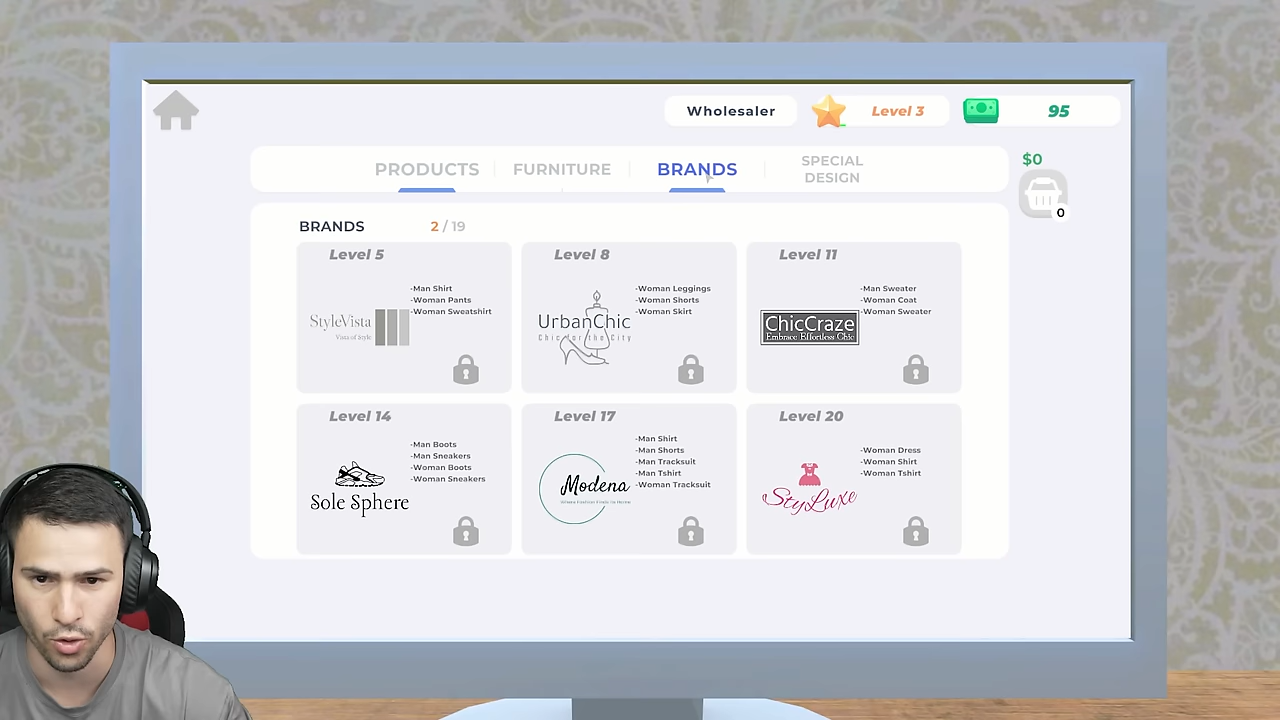 Wholesaler
Level 3
95
PRODUCTS
FURNITURE
BRANDS
SPECIAL
DESIGN
$0
0
BRANDS
2 / 19
Level 5
-Man Shirt
-Woman Pants
-Woman Sweatshirt
StyleVista
Vista of Style
Level 8
-Woman Leggings
-Woman Shorts
-Woman Skirt
UrbanChic
Chic for the City
Level 11
-Man Sweater
-Woman Coat
-Woman Sweater
ChicCraze
Embrace Effortless Chic
Level 14
-Man Boots
-Man Sneakers
-Woman Boots
-Woman Sneakers
Sole Sphere
Level 17
-Man Shirt
-Man Shorts
-Man Tracksuit
-Man Tshirt
-Woman Tracksuit
Modena
Level 20
-Woman Dress
-Woman Shirt
-Woman Tshirt
StyLuxe